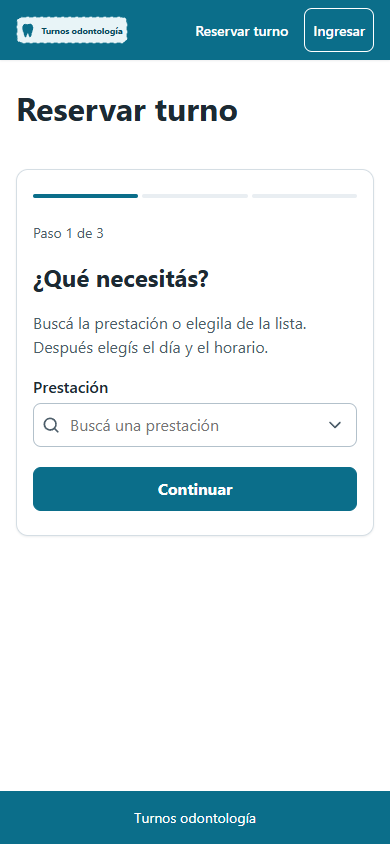 Turnos odontología
Reservar turno
Ingresar
Reservar turno
Paso 1 de 3
¿Qué necesitás?
Buscá la prestación o elegila de la lista.
Después elegís el día y el horario.
Prestación
Buscá una prestación
Continuar
Turnos odontología